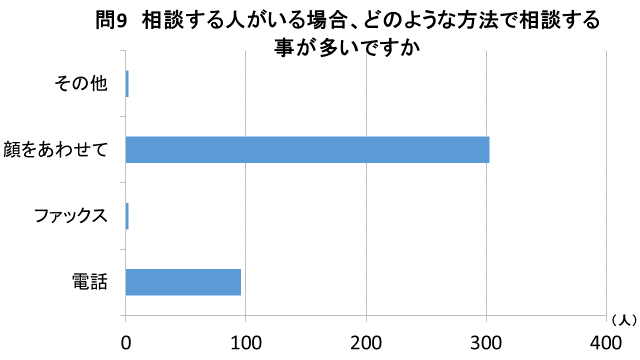 問9 相談する人がいる場合、どのような方法で相談する
事が多いですか
その他
顔をあわせて
ファックス
電話
0 100 200 300 400
（人）